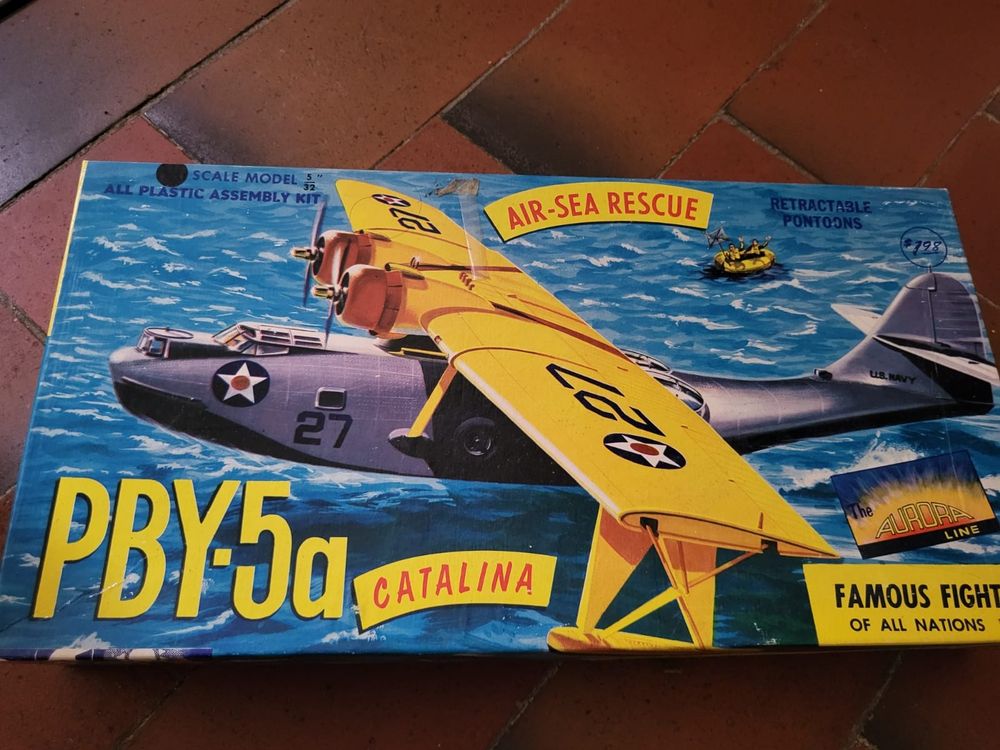 SCALE MODEL 5/32"
ALL PLASTIC ASSEMBLY KIT
AIR-SEA RESCUE
RETRACTABLE
PONTOONS
27
27
27
U.S. NAVY
PBY-5a
CATALINA
The
AURORA
LINE
FAMOUS FIGHT
OF ALL NATIONS